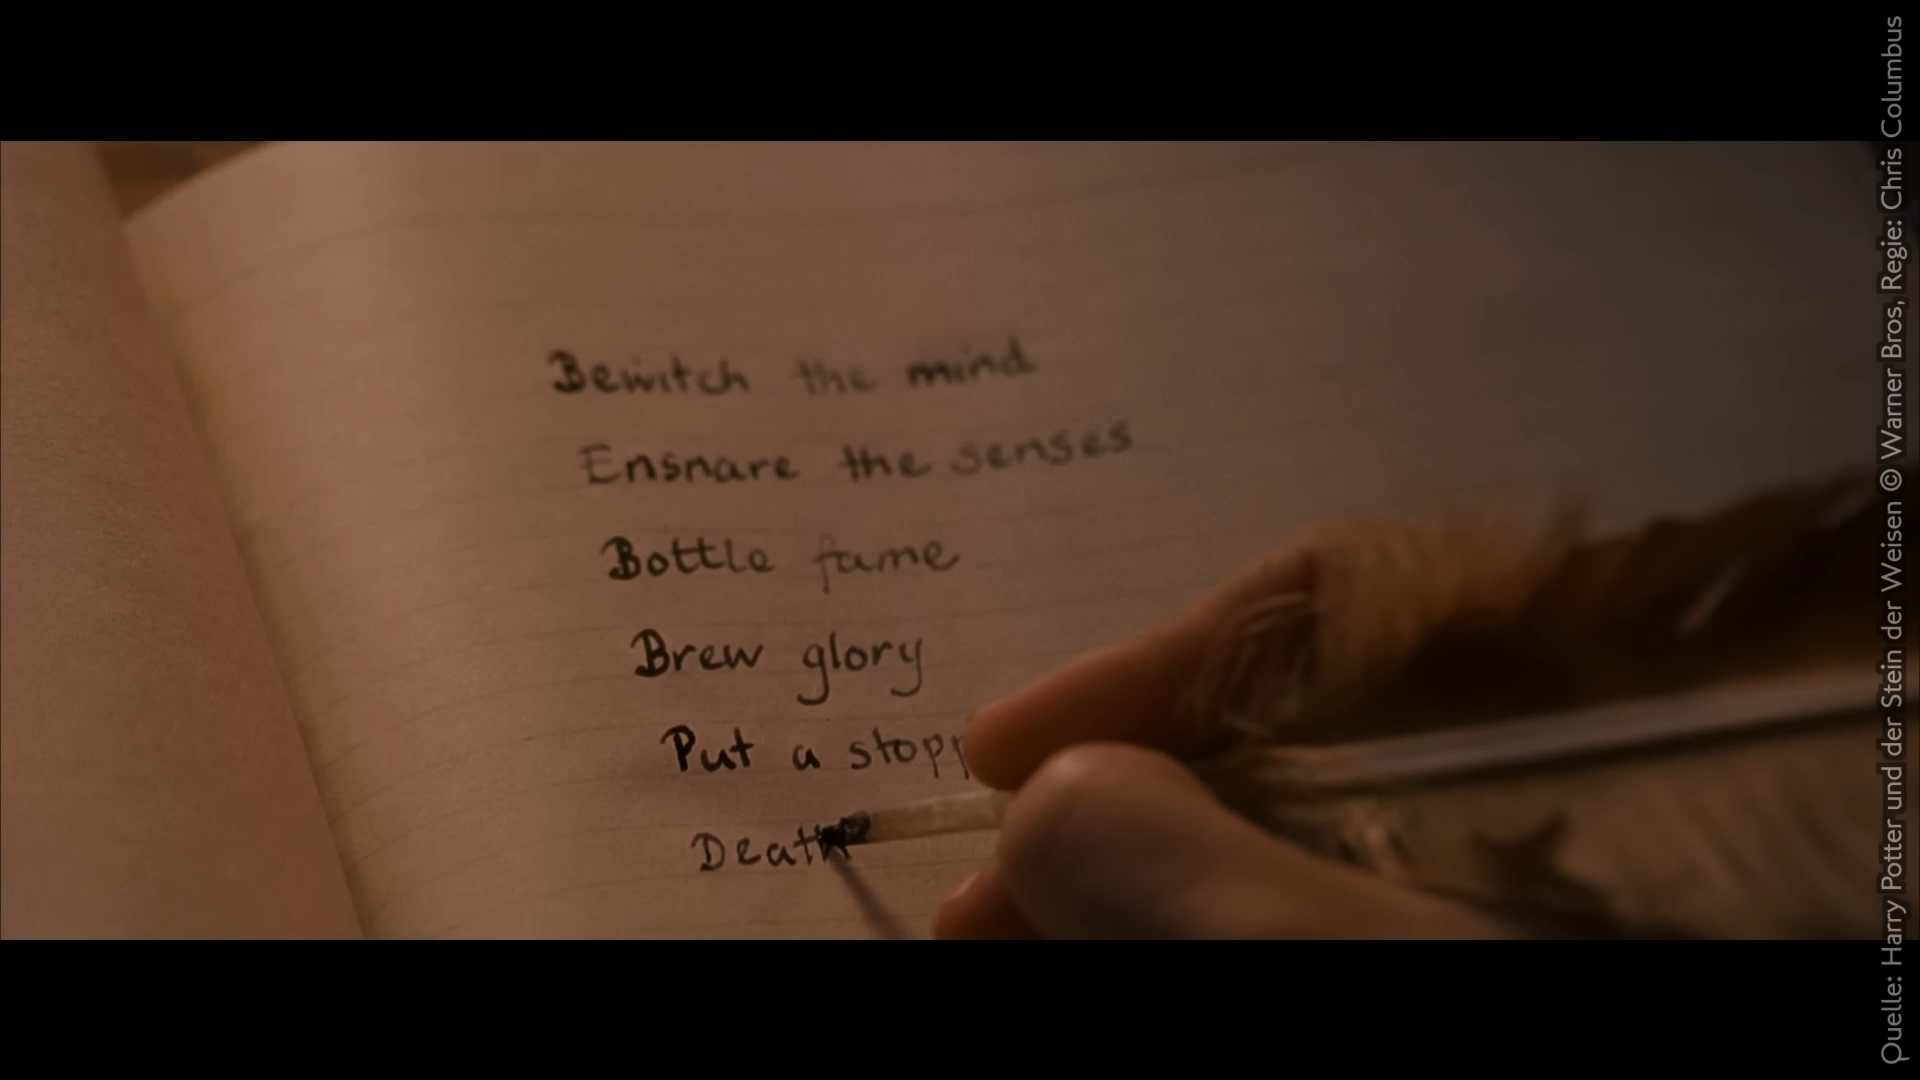 Bewitch the mind
Ensnare the senses
Bottle fame
Brew glory
Put a stopp
Death
Quelle: Harry Potter und der Stein der Weisen © Warner Bros, Regie: Chris Columbus